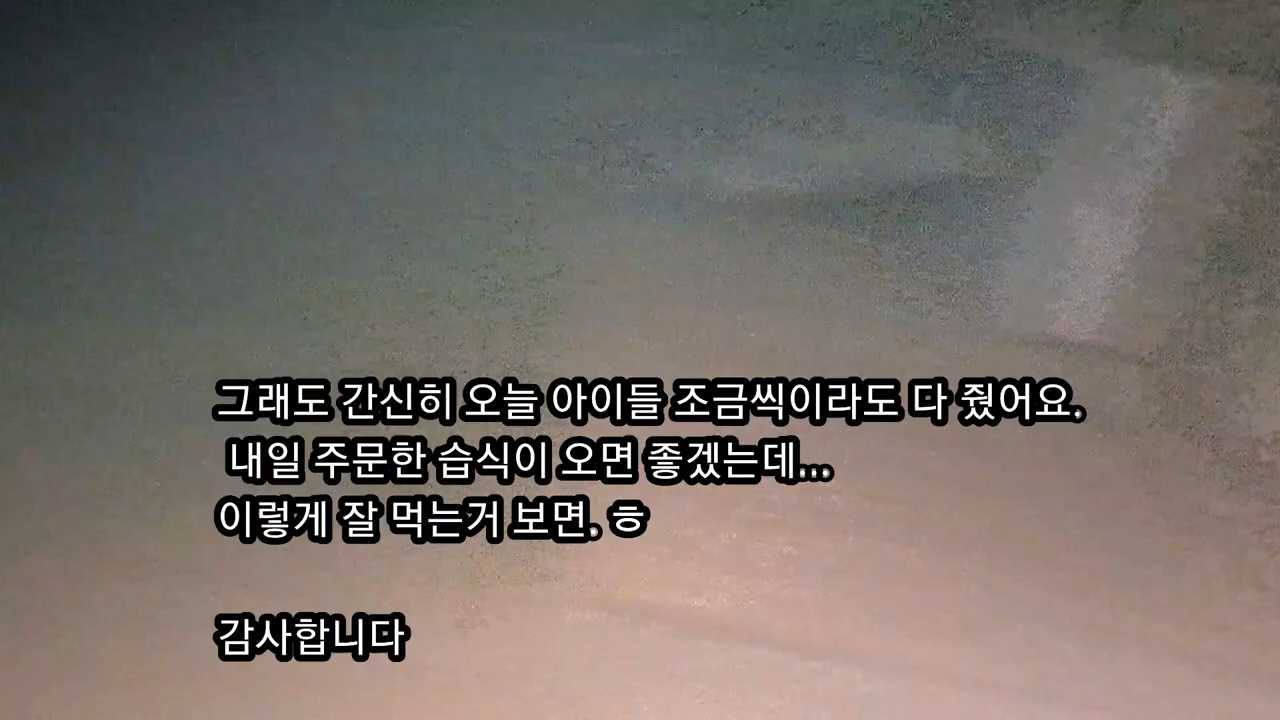 그래도 간신히 오늘 아이들 조금씩이라도 다 줬어요.
내일 주문한 습식이 오면 좋겠는데...
이렇게 잘 먹는거 보면. ㅎ
감사합니다